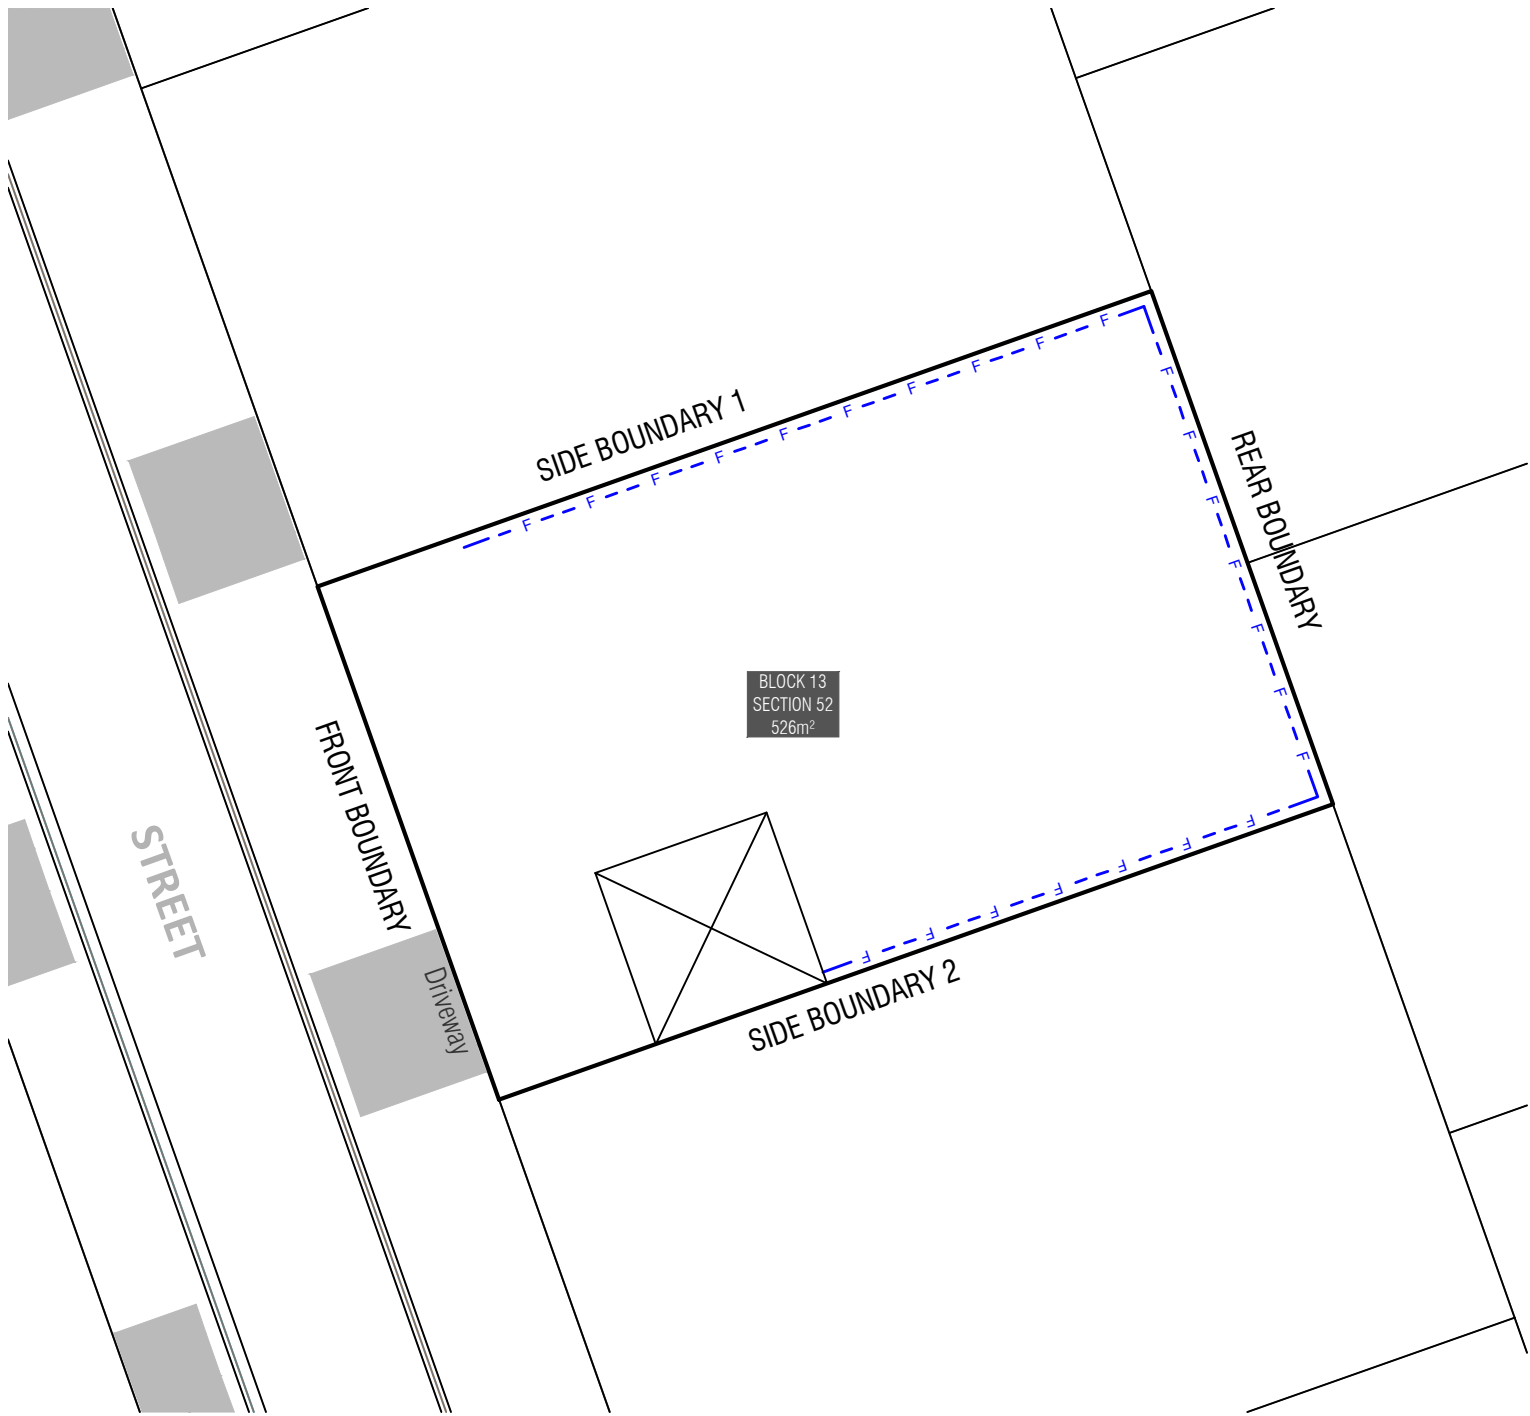 SIDE BOUNDARY 1
F F F F F F F F F F
REAR BOUNDARY
F F F F F F F
BLOCK 13
SECTION 52
526m²
FRONT BOUNDARY
STREET
Driveway
F F F F F F F
SIDE BOUNDARY 2